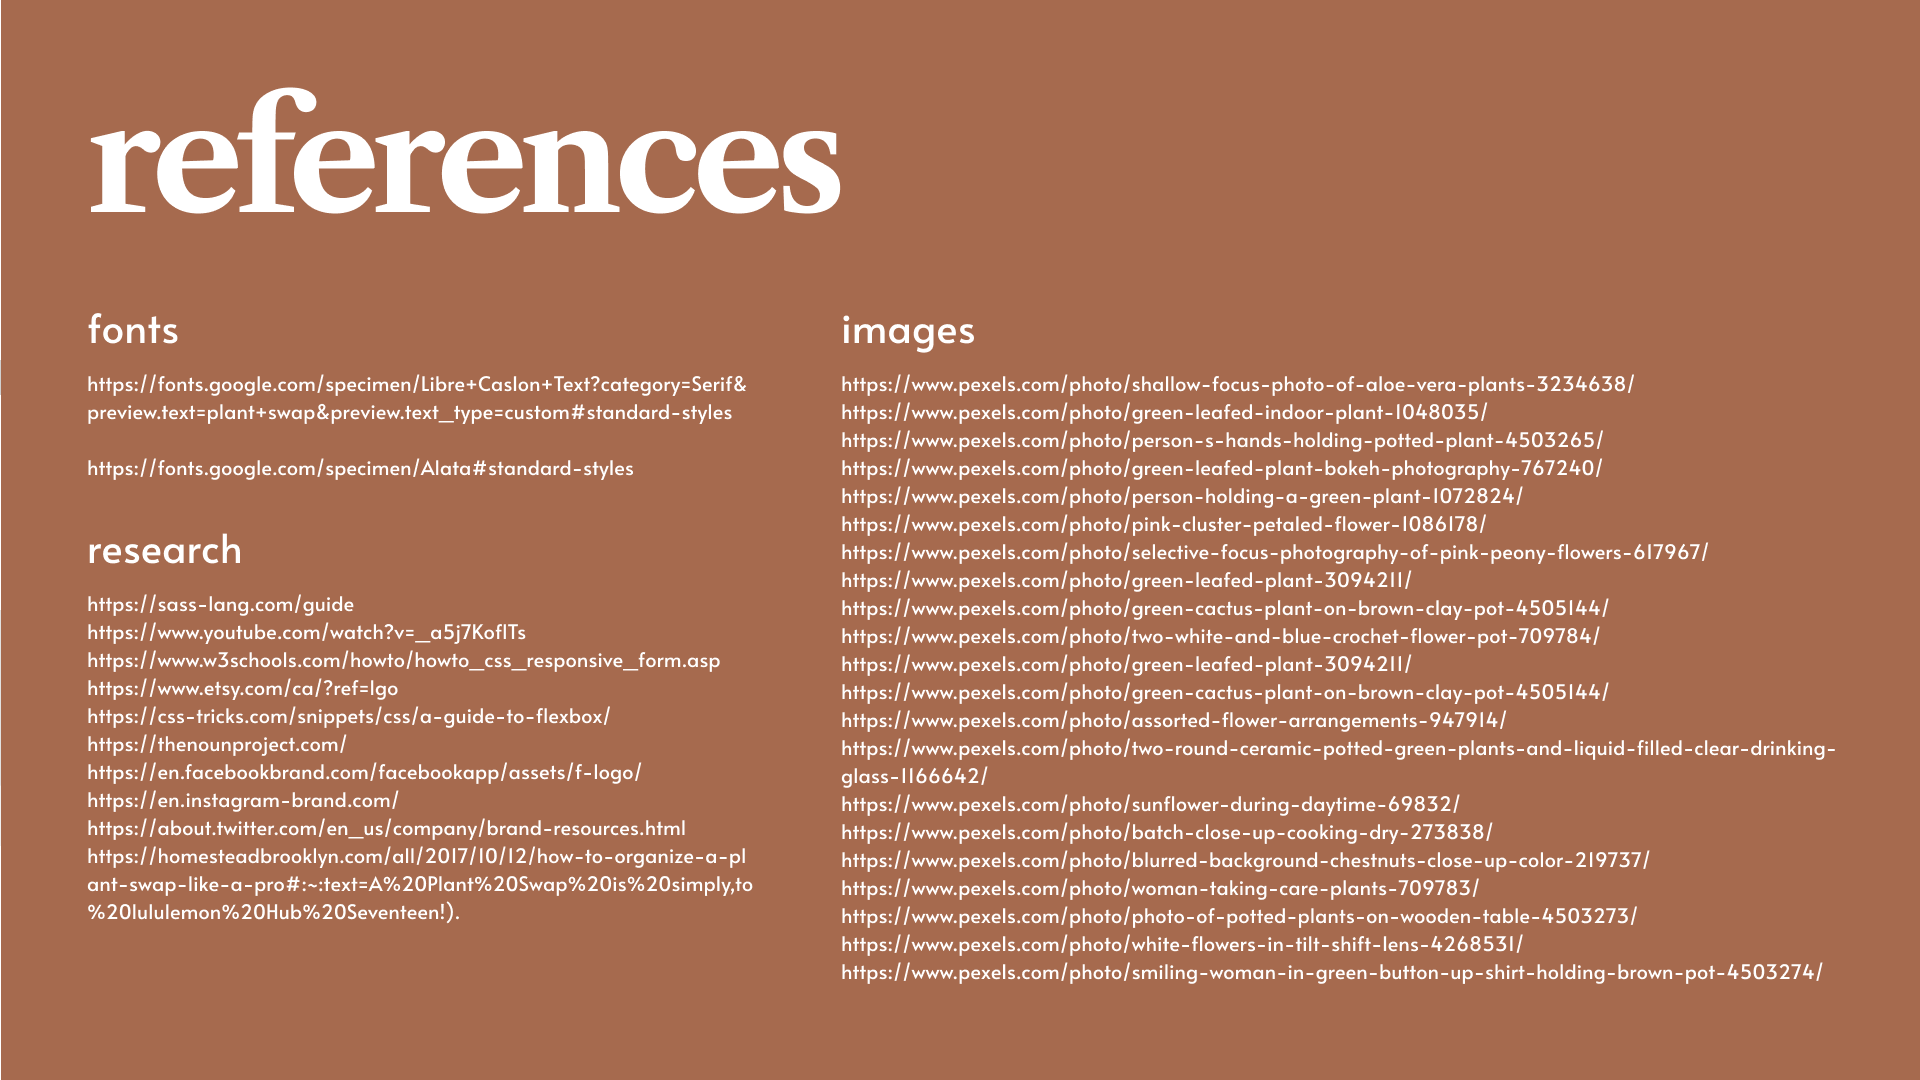 references
fonts
https://fonts.google.com/specimen/Libre+Caslon+Text?category=Serif&
preview.text=plant+swap&preview.text_type=custom#standard-styles
https://fonts.google.com/specimen/Alata#standard-styles
research
https://sass-lang.com/guide
https://www.youtube.com/watch?v=_a5j7KoflTs
https://www.w3schools.com/howto/howto_css_responsive_form.asp
https://www.etsy.com/ca/?ref=lgo
https://css-tricks.com/snippets/css/a-guide-to-flexbox/
https://thenounproject.com/
https://en.facebookbrand.com/facebookapp/assets/f-logo/
https://en.instagram-brand.com/
https://about.twitter.com/en_us/company/brand-resources.html
https://homesteadbrooklyn.com/all/2017/10/12/how-to-organize-a-pl
ant-swap-like-a-pro#:~:text=A%20Plant%20Swap%20is%20simply,to
%20lululemon%20Hub%20Seventeen!).
images
https://www.pexels.com/photo/shallow-focus-photo-of-aloe-vera-plants-3234638/
https://www.pexels.com/photo/green-leafed-indoor-plant-1048035/
https://www.pexels.com/photo/person-s-hands-holding-potted-plant-4503265/
https://www.pexels.com/photo/green-leafed-plant-bokeh-photography-767240/
https://www.pexels.com/photo/person-holding-a-green-plant-1072824/
https://www.pexels.com/photo/pink-cluster-petaled-flower-1086178/
https://www.pexels.com/photo/selective-focus-photography-of-pink-peony-flowers-617967/
https://www.pexels.com/photo/green-leafed-plant-3094211/
https://www.pexels.com/photo/green-cactus-plant-on-brown-clay-pot-4505144/
https://www.pexels.com/photo/two-white-and-blue-crochet-flower-pot-709784/
https://www.pexels.com/photo/green-leafed-plant-3094211/
https://www.pexels.com/photo/green-cactus-plant-on-brown-clay-pot-4505144/
https://www.pexels.com/photo/assorted-flower-arrangements-947914/
https://www.pexels.com/photo/two-round-ceramic-potted-green-plants-and-liquid-filled-clear-drinking-
glass-1166642/
https://www.pexels.com/photo/sunflower-during-daytime-69832/
https://www.pexels.com/photo/batch-close-up-cooking-dry-273838/
https://www.pexels.com/photo/blurred-background-chestnuts-close-up-color-219737/
https://www.pexels.com/photo/woman-taking-care-plants-709783/
https://www.pexels.com/photo/photo-of-potted-plants-on-wooden-table-4503273/
https://www.pexels.com/photo/white-flowers-in-tilt-shift-lens-4268531/
https://www.pexels.com/photo/smiling-woman-in-green-button-up-shirt-holding-brown-pot-4503274/